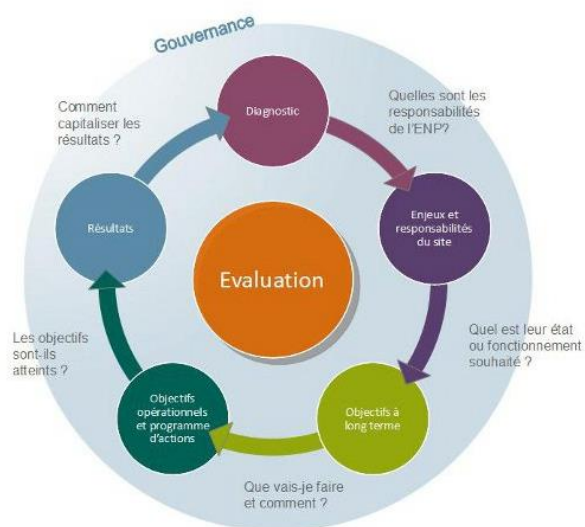 Gouvernance
Diagnostic
Quelles sont les
responsabilités
de l'ENP?
Enjeux et
responsabilités
du site
Quel est leur état
ou fonctionnement
souhaité ?
Objectifs à
long terme
Que vais-je faire
et comment ?
Objectifs
opérationnels
et programme
d'actions
Les objectifs
sont-ils
atteints ?
Résultats
Comment
capitaliser les
résultats ?
Evaluation